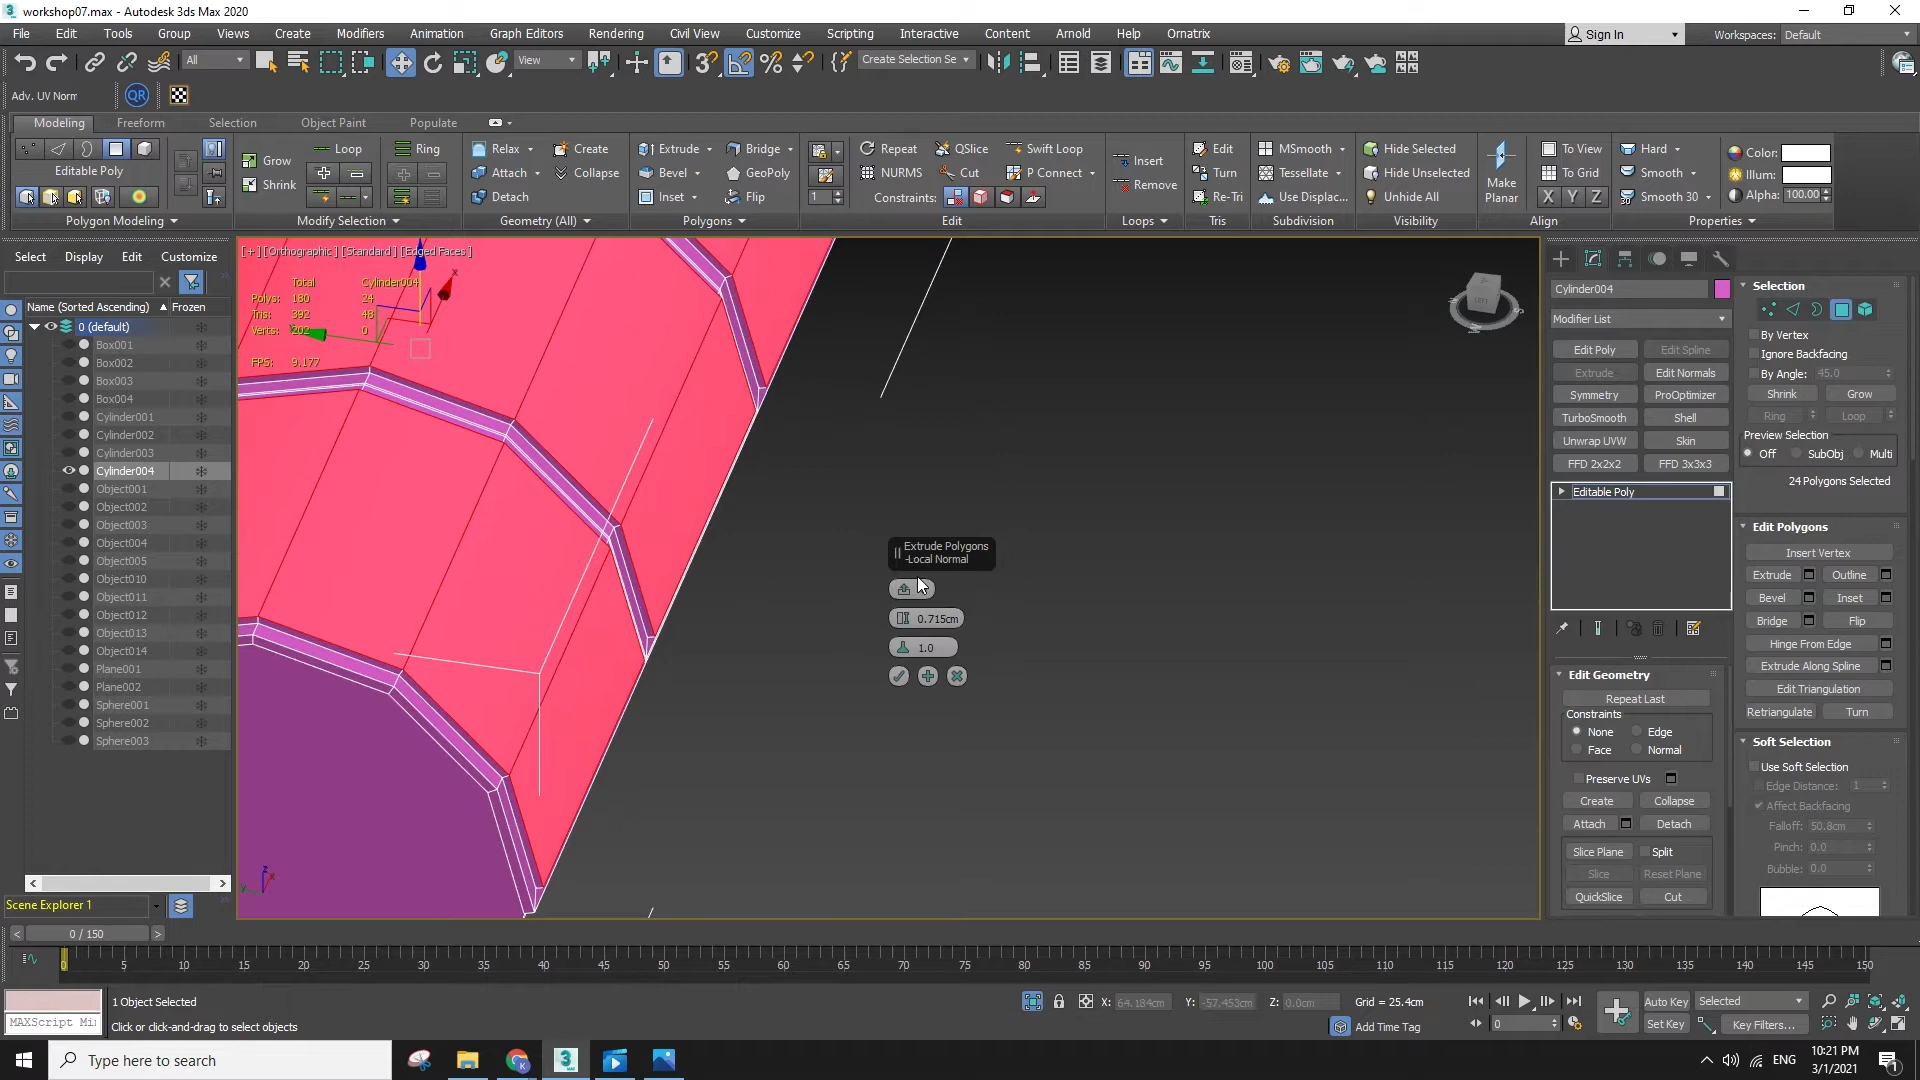 workshop07.max - Autodesk 3ds Max 2020
File Edit Tools Group Views Create Modifiers Animation Graph Editors Rendering Civil View Customize Scripting Interactive Content Arnold Help Ornatrix
Sign In
Workspaces: Default
All
View
Create Selection Se
Adv. UV Norm
QR
Modeling Freeform Selection Object Paint Populate
Editable Poly
Polygon Modeling
Grow
Shrink
Loop
Ring
Modify Selection
Relax
Create
Attach
Collapse
Detach
Geometry (All)
Extrude
Bridge
Bevel
GeoPoly
Inset
Flip
Polygons
1
Repeat
QSlice
Swift Loop
NURMS
Cut
P Connect
Constraints:
Edit
Insert
Remove
Loops
Edit
Turn
Re-Tri
Tris
MSmooth
Tessellate
Use Displac...
Subdivision
Hide Selected
Hide Unselected
Unhide All
Visibility
Make
Planar
To View
To Grid
X Y Z
Align
Hard
Smooth
Smooth 30
Color:
Illum:
Alpha: 100.00
Properties
Select Display Edit Customize
Name (Sorted Ascending) Frozen
0 (default)
Box001
Box002
Box003
Box004
Cylinder001
Cylinder002
Cylinder003
Cylinder004
Object001
Object002
Object003
Object004
Object005
Object010
Object011
Object012
Object013
Object014
Plane001
Plane002
Sphere001
Sphere002
Sphere003
Scene Explorer 1
[+] [Orthographic] [Standard] [Edged Faces]
Total Cylinder004
Polys: 180 24
Tris: 392 48
Verts: 202 0
FPS: 9.177
x
LEFT
Extrude Polygons
-Local Normal
0.715cm
1.0
z
x
y
Cylinder004
Modifier List
Edit Poly Edit Spline
Extrude Edit Normals
Symmetry ProOptimizer
TurboSmooth Shell
Unwrap UVW Skin
FFD 2x2x2 FFD 3x3x3
Editable Poly
Edit Geometry
Repeat Last
Constraints
None Edge
Face Normal
Preserve UVs
Create Collapse
Attach Detach
Slice Plane Split
Slice Reset Plane
QuickSlice Cut
Selection
By Vertex
Ignore Backfacing
By Angle: 45.0
Shrink Grow
Ring Loop
Preview Selection
Off SubObj Multi
24 Polygons Selected
Edit Polygons
Insert Vertex
Extrude Outline
Bevel Inset
Bridge Flip
Hinge From Edge
Extrude Along Spline
Edit Triangulation
Retriangulate Turn
Soft Selection
Use Soft Selection
Edge Distance: 1
Affect Backfacing
Falloff: 50.8cm
Pinch: 0.0
Bubble: 0.0
0 / 150
0 5 10 15 20 25 30 35 40 45 50 55 60 65 70 75 80 85 90 95 100 105 110 115 120 125 130 135 140 145 150
MAXScript Mi
1 Object Selected
Click or click-and-drag to select objects
X: 64.184cm Y: -57.453cm Z: 0.0cm Grid = 25.4cm
Add Time Tag
0
Auto Key Selected
Set Key Key Filters...
Type here to search
ENG
10:21 PM
3/1/2021
1